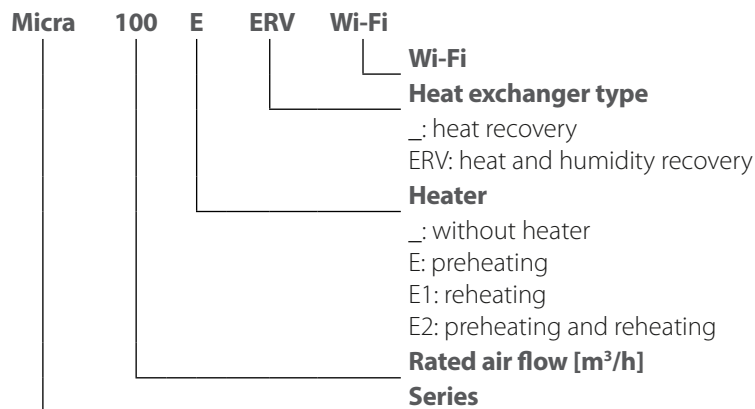 Micra 100 E ERV Wi-Fi
Wi-Fi
Heat exchanger type
_: heat recovery
ERV: heat and humidity recovery
Heater
_: without heater
E: preheating
E1: reheating
E2: preheating and reheating
Rated air flow [m³/h]
Series